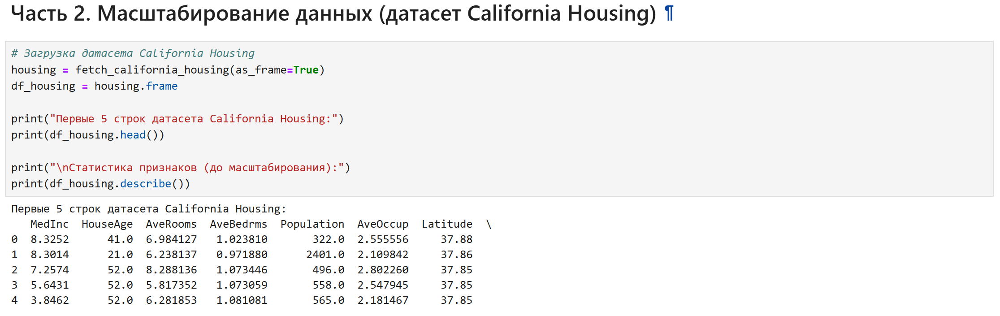 Часть 2. Масштабирование данных (датасет California Housing) ¶
# Загрузка датасета California Housing
housing = fetch_california_housing(as_frame=True)
df_housing = housing.frame
print("Первые 5 строк датасета California Housing:")
print(df_housing.head())
print("\nСтатистика признаков (до масштабирования):")
print(df_housing.describe())
Первые 5 строк датасета California Housing:
   MedInc  HouseAge  AveRooms  AveBedrms  Population  AveOccup  Latitude  \
0  8.3252      41.0  6.984127   1.023810       322.0  2.555556     37.88
1  8.3014      21.0  6.238137   0.971880      2401.0  2.109842     37.86
2  7.2574      52.0  8.288136   1.073446       496.0  2.802260     37.85
3  5.6431      52.0  5.817352   1.073059       558.0  2.547945     37.85
4  3.8462      52.0  6.281853   1.081081       565.0  2.181467     37.85